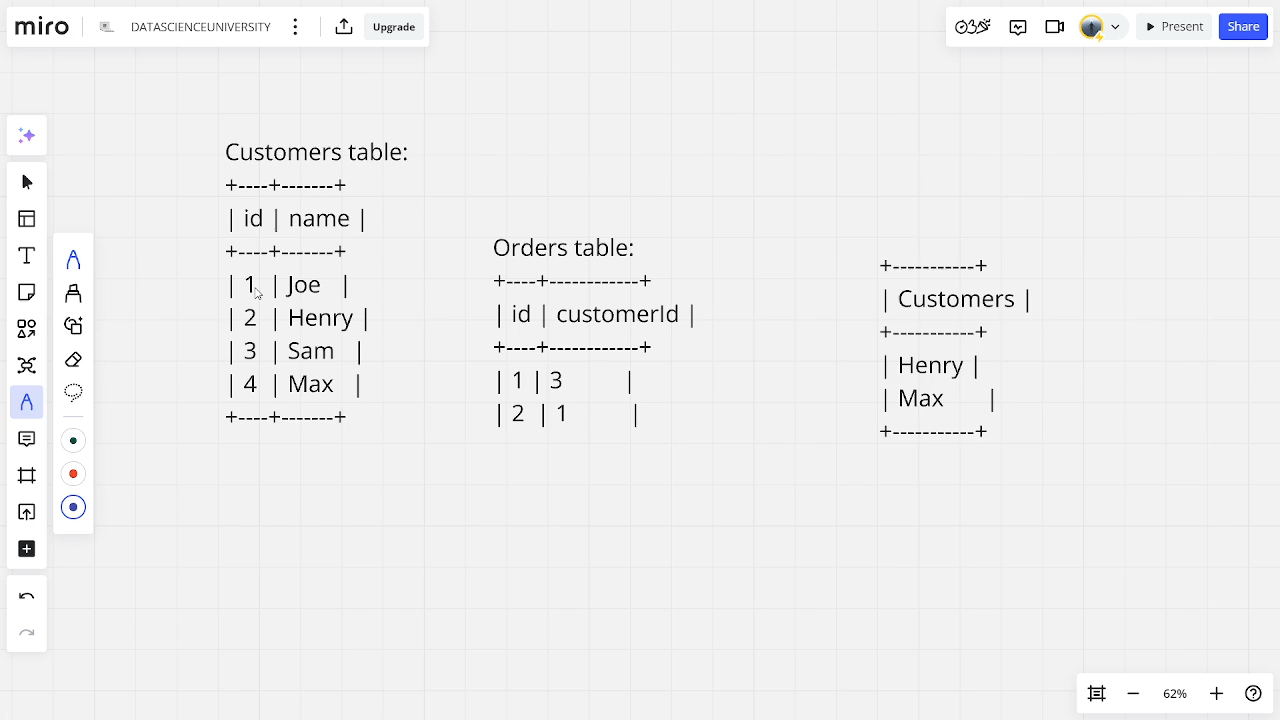 miro
DATASCIENCEUNIVERSITY
Upgrade
Present
Share
Customers table:
+----+-------+
| id | name |
+----+-------+
| 1 | Joe |
| 2 | Henry |
| 3 | Sam |
| 4 | Max |
+----+-------+
Orders table:
+----+------------+
| id | customerId |
+----+------------+
| 1 | 3 |
| 2 | 1 |
+-----------+
| Customers |
+-----------+
| Henry |
| Max |
+-----------+
62%